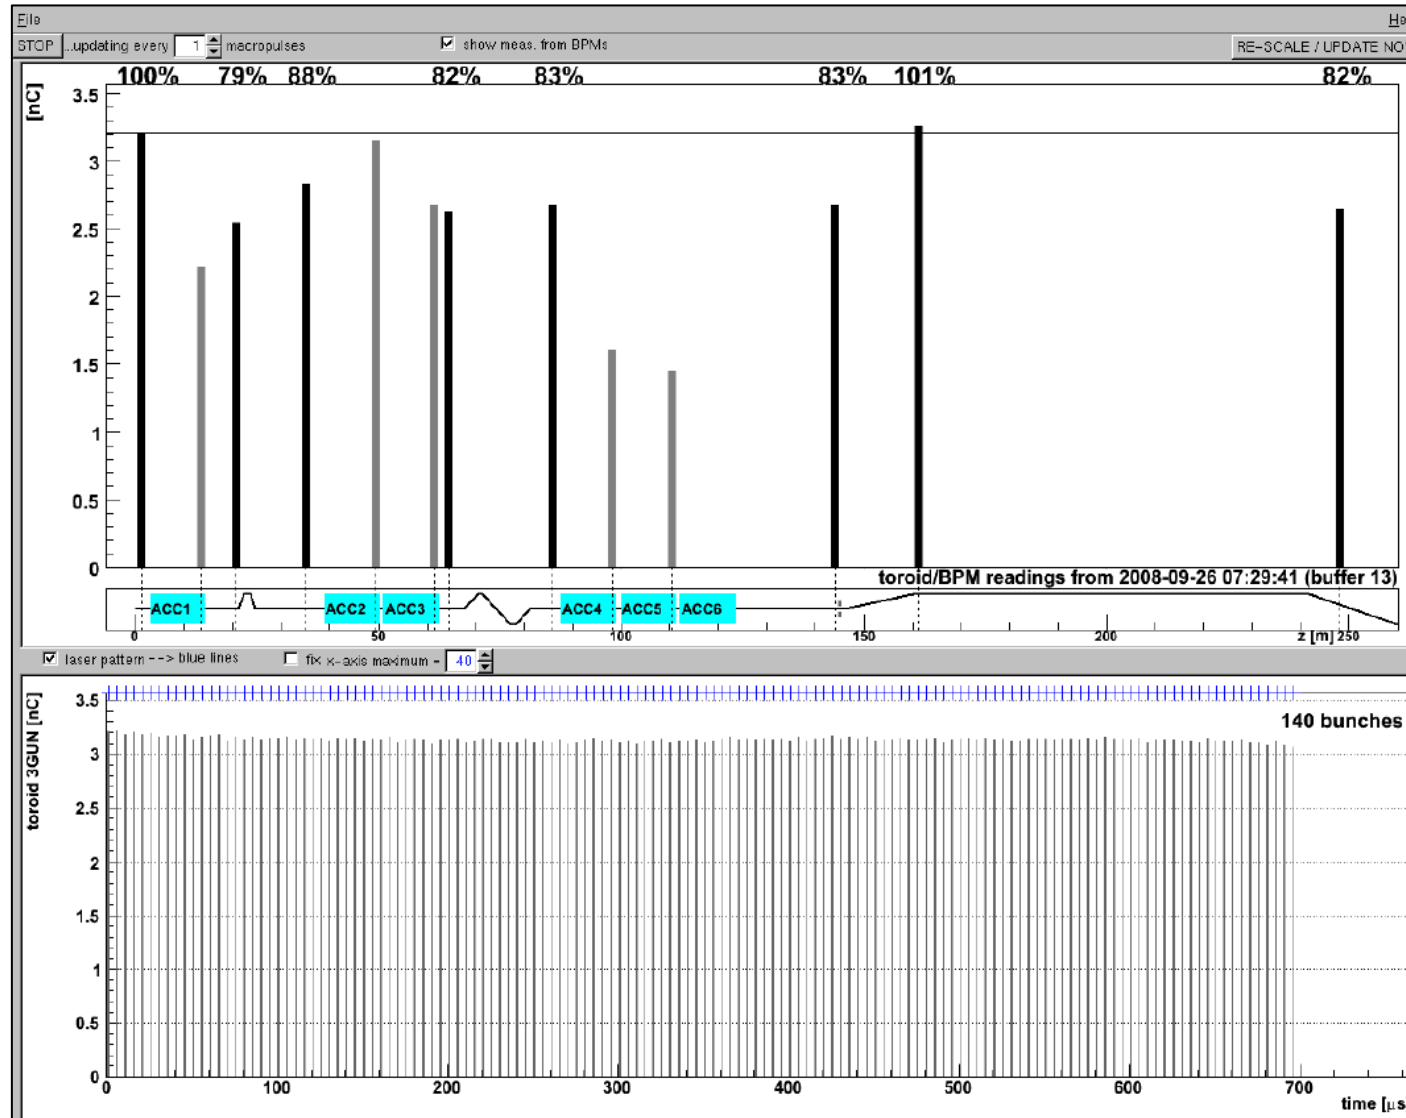 File He
STOP ...updating every 1 macropulses show meas. from BPMs RE-SCALE / UPDATE NO
100% 79% 88% 82% 83% 83% 101% 82%
[nC]
3.5
3
2.5
2
1.5
1
0.5
0
toroid/BPM readings from 2008-09-26 07:29:41 (buffer 13)
ACC1 ACC2 ACC3 ACC4 ACC5 ACC6
0 50 100 150 200 z [m] 250
laser pattern --> blue lines fix x-axis maximum = 40
toroid 3GUN [nC]
3.5
140 bunches
3
2.5
2
1.5
1
0.5
0
0 100 200 300 400 500 600 700
time [µs